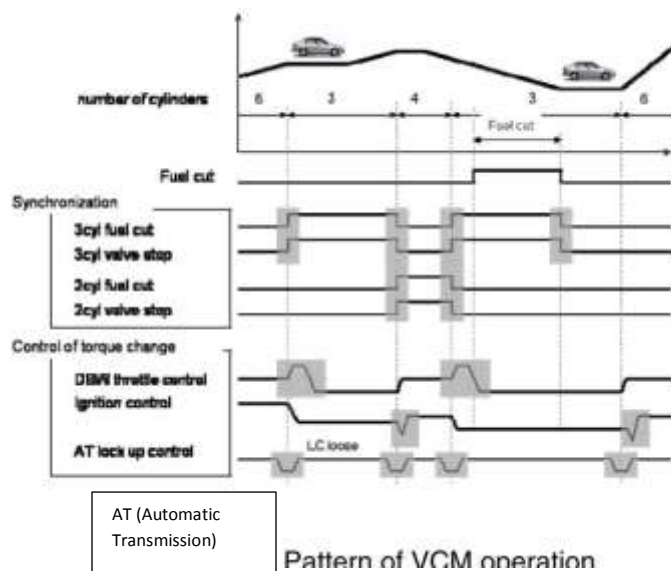 number of cylinders
6 3 4 3 6
Fuel cut
Fuel cut
Synchronization
3cyl fuel cut
3cyl valve stop
2cyl fuel cut
2cyl valve stop
Control of torque change
DBW throttle control
Ignition control
AT lock up control
LC loose
AT (Automatic
Transmission)
Pattern of VCM operation